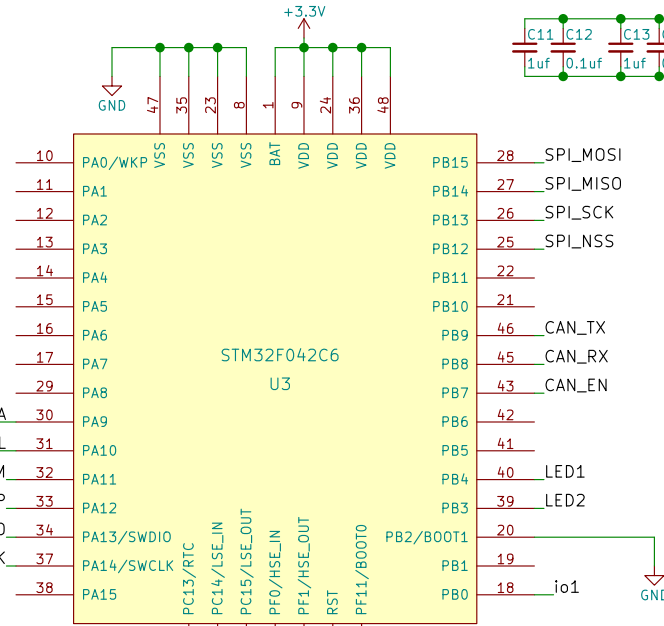 +3.3V
C11 C12 C13
1uf 0.1uf 1uf
GND
47 35 23 8 1 9 24 36 48
VSS VSS VSS VSS BAT VDD VDD VDD VDD
10 PA0/WKP PB15 28 SPI_MOSI
11 PA1 PB14 27 SPI_MISO
12 PA2 PB13 26 SPI_SCK
13 PA3 PB12 25 SPI_NSS
14 PA4 PB11 22
15 PA5 PB10 21
16 PA6 PB9 46 CAN_TX
STM32F042C6
17 PA7 PB8 45 CAN_RX
U3
29 PA8 PB7 43 CAN_EN
A 30 PA9 PB6 42
L 31 PA10 PB5 41
M 32 PA11 PB4 40 LED1
P 33 PA12 PB3 39 LED2
34 PA13/SWDIO PB2/BOOT1 20
K 37 PA14/SWCLK PB1 19
38 PA15 PB0 18 io1
GND
PC13/RTC PC14/LSE_IN PC15/LSE_OUT PF0/HSE_IN PF1/HSE_OUT RST PF11/BOOT0